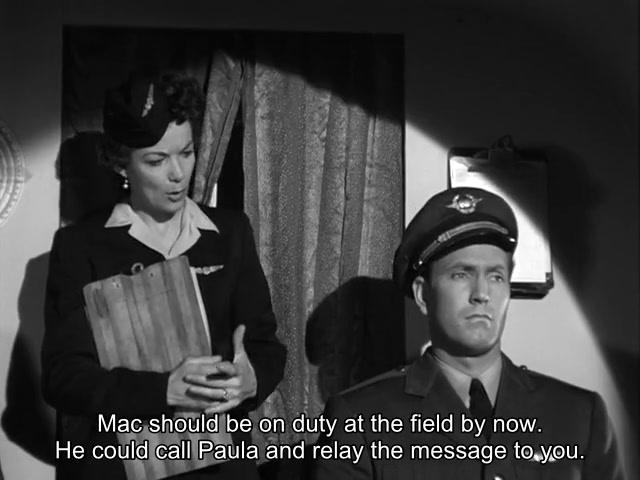 Mac should be on duty at the field by now.
He could call Paula and relay the message to you.